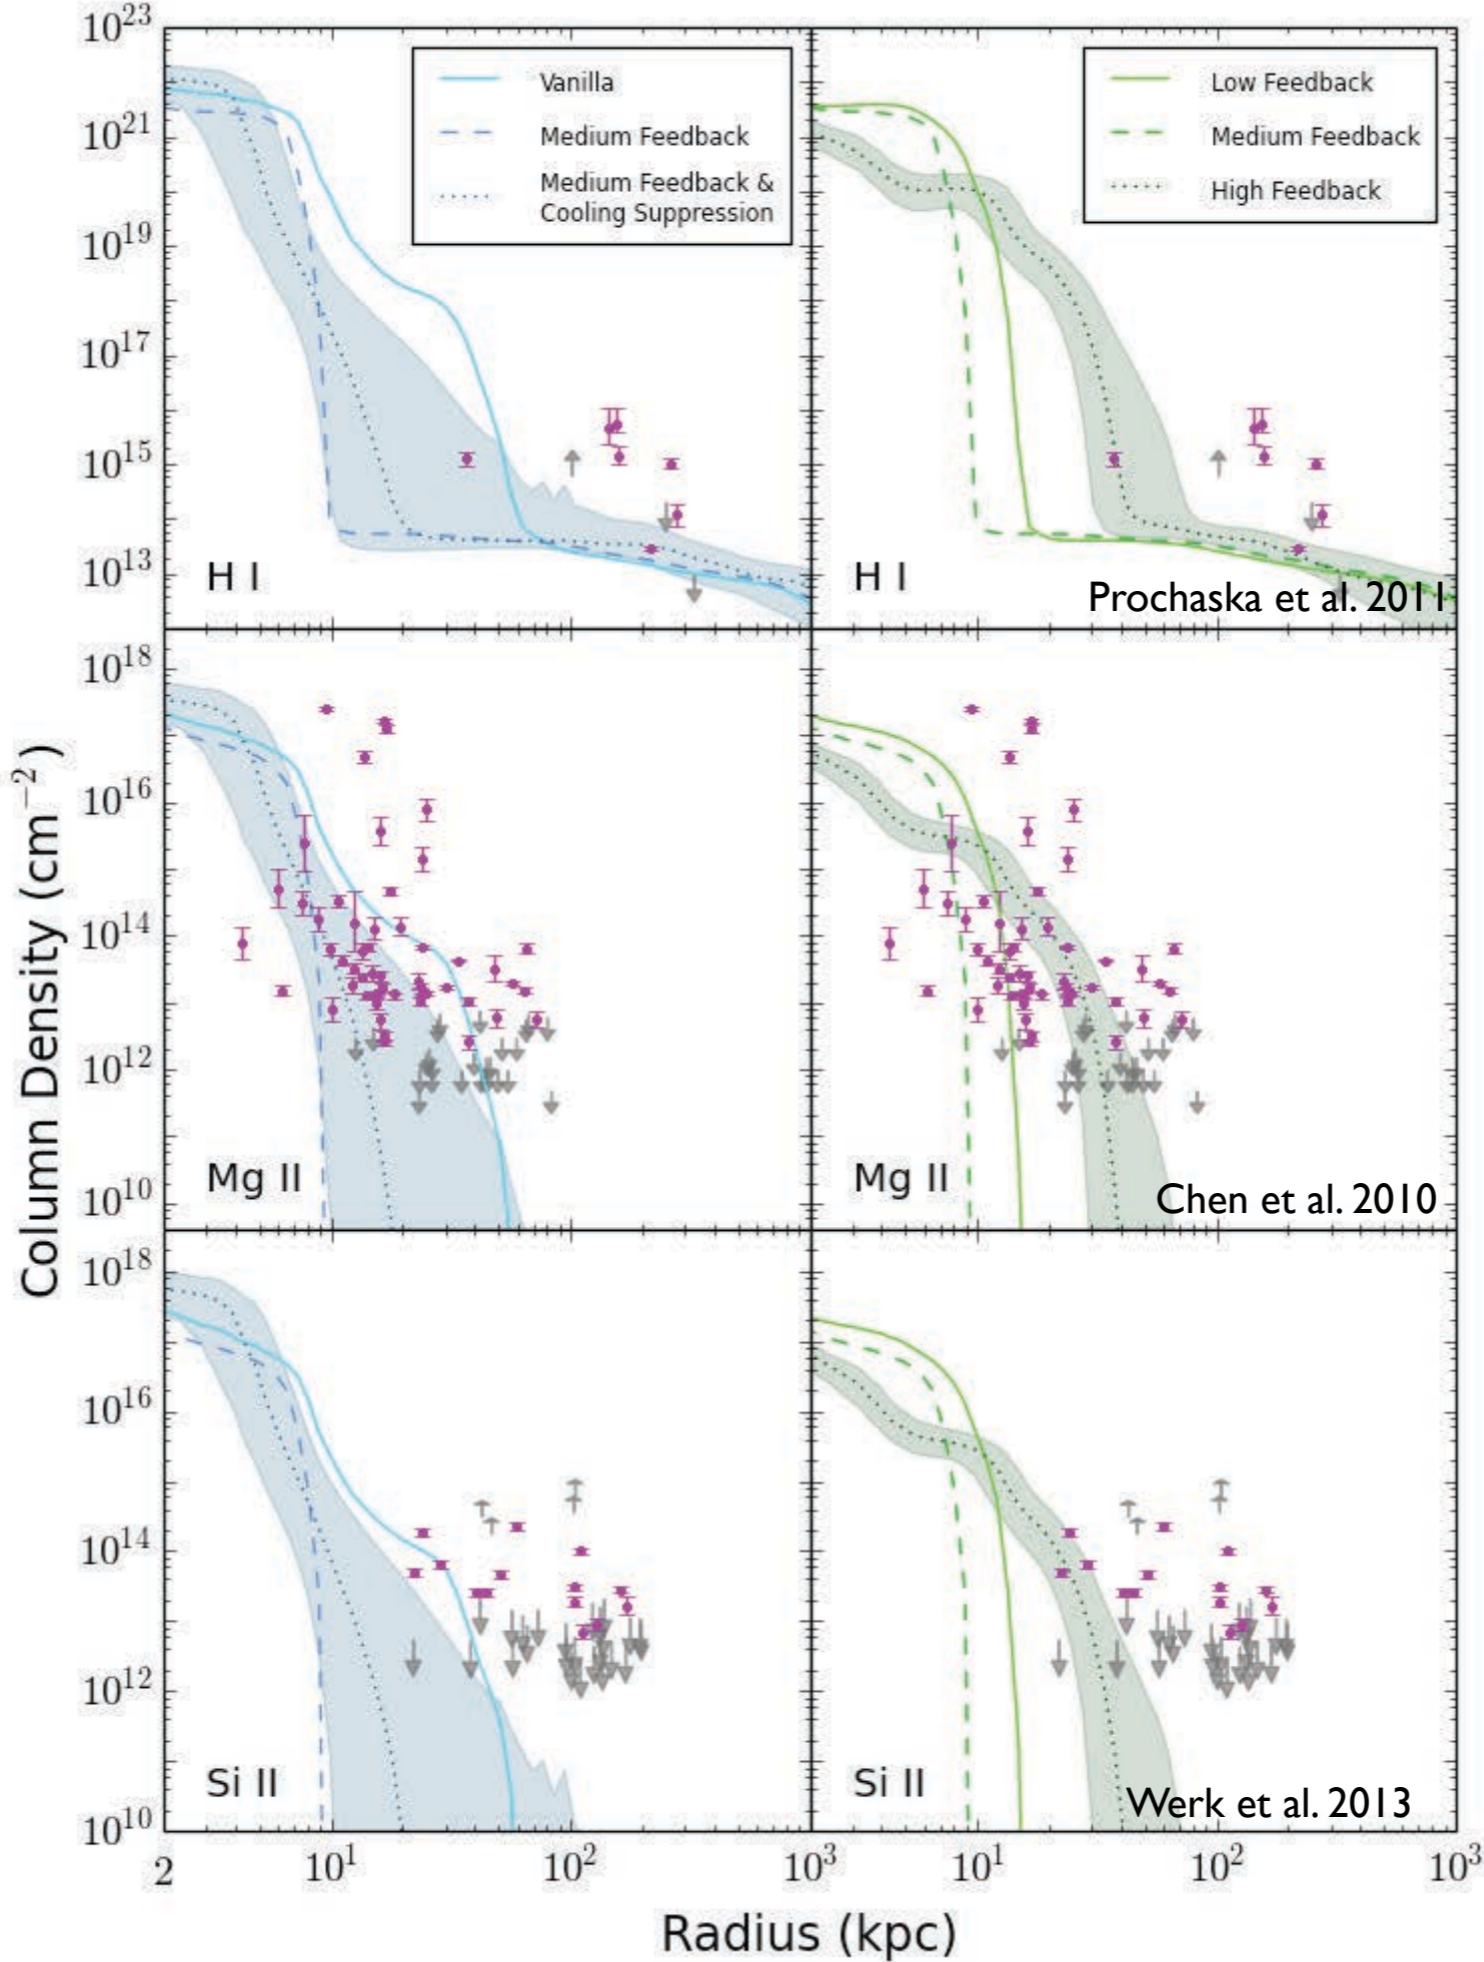 10^23
10^21
10^19
10^17
10^15
10^13
Vanilla
Medium Feedback
Medium Feedback &
Cooling Suppression
H I
Low Feedback
Medium Feedback
High Feedback
H I
Prochaska et al. 2011
10^18
10^16
10^14
10^12
10^10
Mg II
Mg II
Chen et al. 2010
Column Density (cm^−2)
10^18
10^16
10^14
10^12
10^10
Si II
Si II
Werk et al. 2013
2 10^1 10^2 10^3 10^1 10^2 10^3
Radius (kpc)